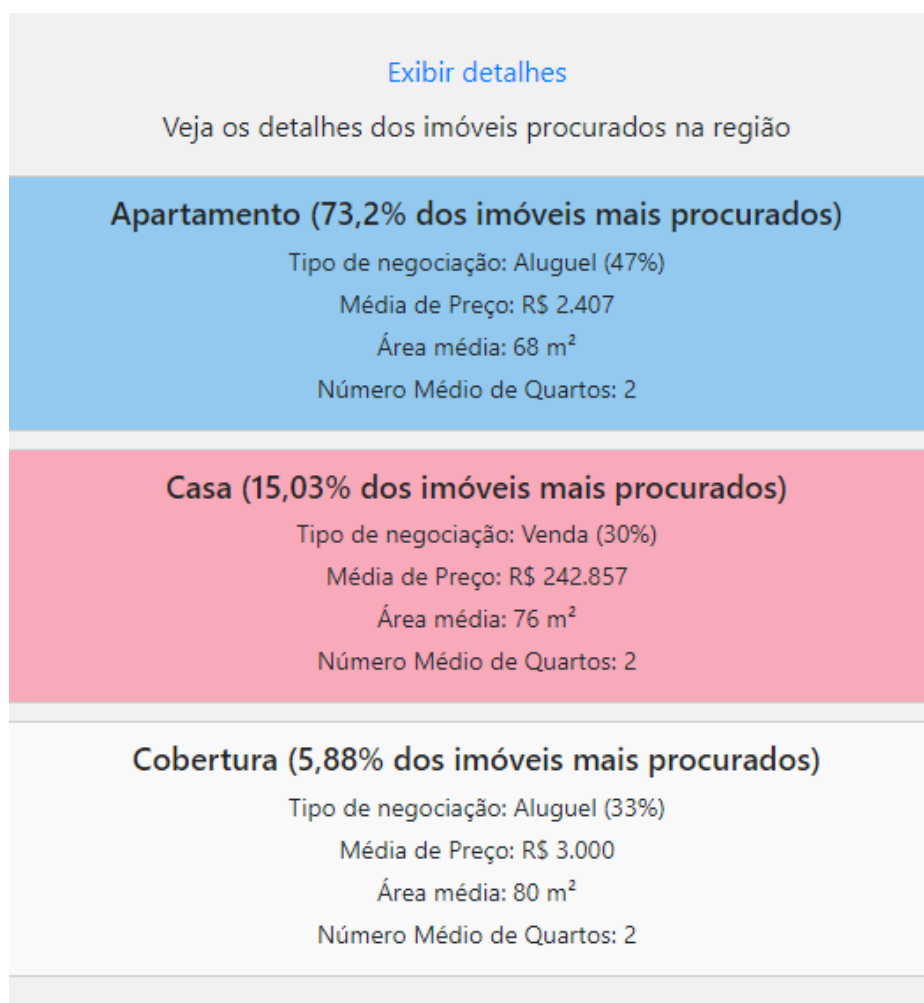 Exibir detalhes
Veja os detalhes dos imóveis procurados na região
Apartamento (73,2% dos imóveis mais procurados)
Tipo de negociação: Aluguel (47%)
Média de Preço: R$ 2.407
Área média: 68 m²
Número Médio de Quartos: 2
Casa (15,03% dos imóveis mais procurados)
Tipo de negociação: Venda (30%)
Média de Preço: R$ 242.857
Área média: 76 m²
Número Médio de Quartos: 2
Cobertura (5,88% dos imóveis mais procurados)
Tipo de negociação: Aluguel (33%)
Média de Preço: R$ 3.000
Área média: 80 m²
Número Médio de Quartos: 2